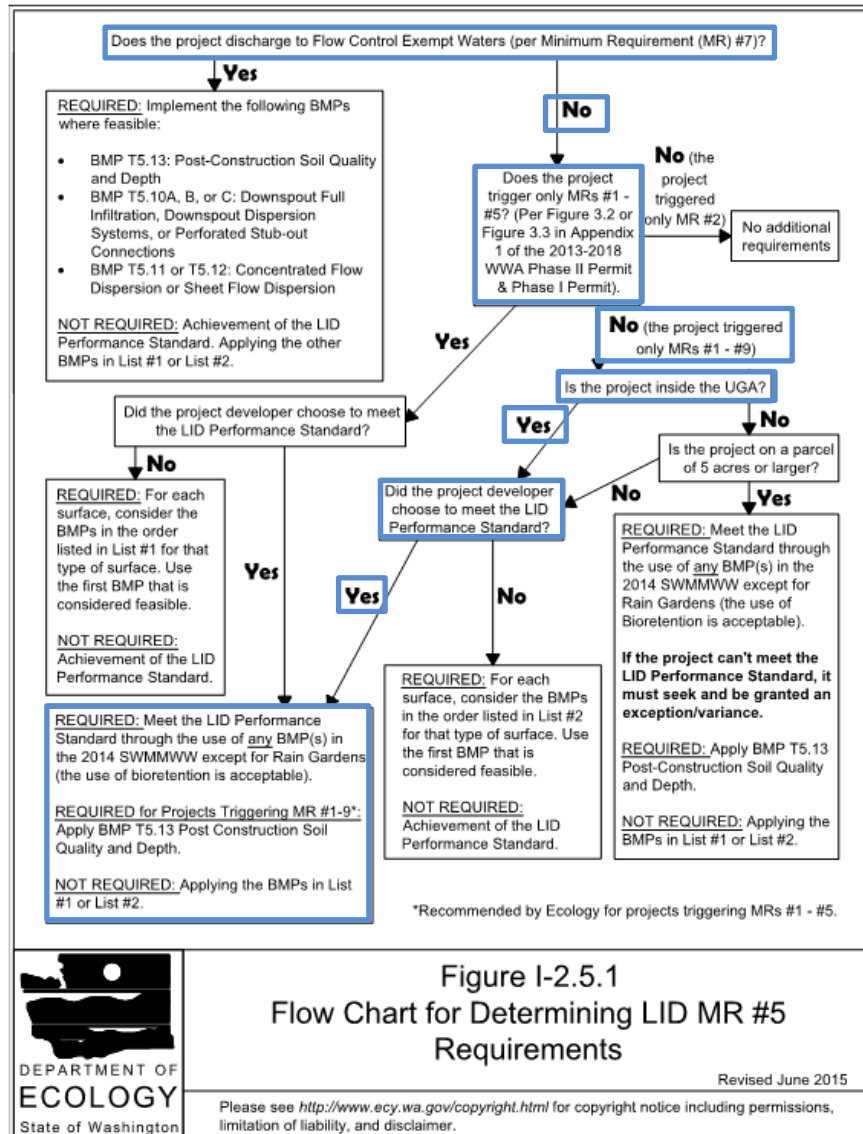 Does the project discharge to Flow Control Exempt Waters (per Minimum Requirement (MR) #7)?
Yes
No
REQUIRED: Implement the following BMPs
where feasible:
• BMP T5.13: Post-Construction Soil Quality
and Depth
• BMP T5.10A, B, or C: Downspout Full
Infiltration, Downspout Dispersion
Systems, or Perforated Stub-out
Connections
• BMP T5.11 or T5.12: Concentrated Flow
Dispersion or Sheet Flow Dispersion
NOT REQUIRED: Achievement of the LID
Performance Standard. Applying the other
BMPs in List #1 or List #2.
Does the project
trigger only MRs #1 -
#5? (Per Figure 3.2 or
Figure 3.3 in Appendix
1 of the 2013-2018
WWA Phase II Permit
& Phase I Permit).
No (the
project
triggered
only MR #2)
No additional
requirements
Yes
No (the project triggered
only MRs #1 - #9)
Is the project inside the UGA?
Yes
No
Did the project developer choose to meet
the LID Performance Standard?
Is the project on a parcel
of 5 acres or larger?
No
Yes
No
Yes
Did the project developer
choose to meet the LID
Performance Standard?
REQUIRED: For each
surface, consider the
BMPs in the order
listed in List #1 for that
type of surface. Use
the first BMP that is
considered feasible.
NOT REQUIRED:
Achievement of the LID
Performance Standard.
REQUIRED: Meet the LID
Performance Standard through
the use of any BMP(s) in the
2014 SWMMWW except for
Rain Gardens (the use of
Bioretention is acceptable).
If the project can't meet the
LID Performance Standard, it
must seek and be granted an
exception/variance.
REQUIRED: Apply BMP T5.13
Post-Construction Soil Quality
and Depth.
NOT REQUIRED: Applying the
BMPs in List #1 or List #2.
Yes
No
REQUIRED: For each
surface, consider the BMPs
in the order listed in List #2
for that type of surface. Use
the first BMP that is
considered feasible.
NOT REQUIRED:
Achievement of the LID
Performance Standard.
REQUIRED: Meet the LID Performance
Standard through the use of any BMP(s) in
the 2014 SWMMWW except for Rain Gardens
(the use of bioretention is acceptable).
REQUIRED for Projects Triggering MR #1-9*:
Apply BMP T5.13 Post Construction Soil
Quality and Depth.
NOT REQUIRED: Applying the BMPs in List
#1 or List #2.
*Recommended by Ecology for projects triggering MRs #1 - #5.
DEPARTMENT OF
ECOLOGY
State of Washington
Figure I-2.5.1
Flow Chart for Determining LID MR #5
Requirements
Revised June 2015
Please see http://www.ecy.wa.gov/copyright.html for copyright notice including permissions,
limitation of liability, and disclaimer.